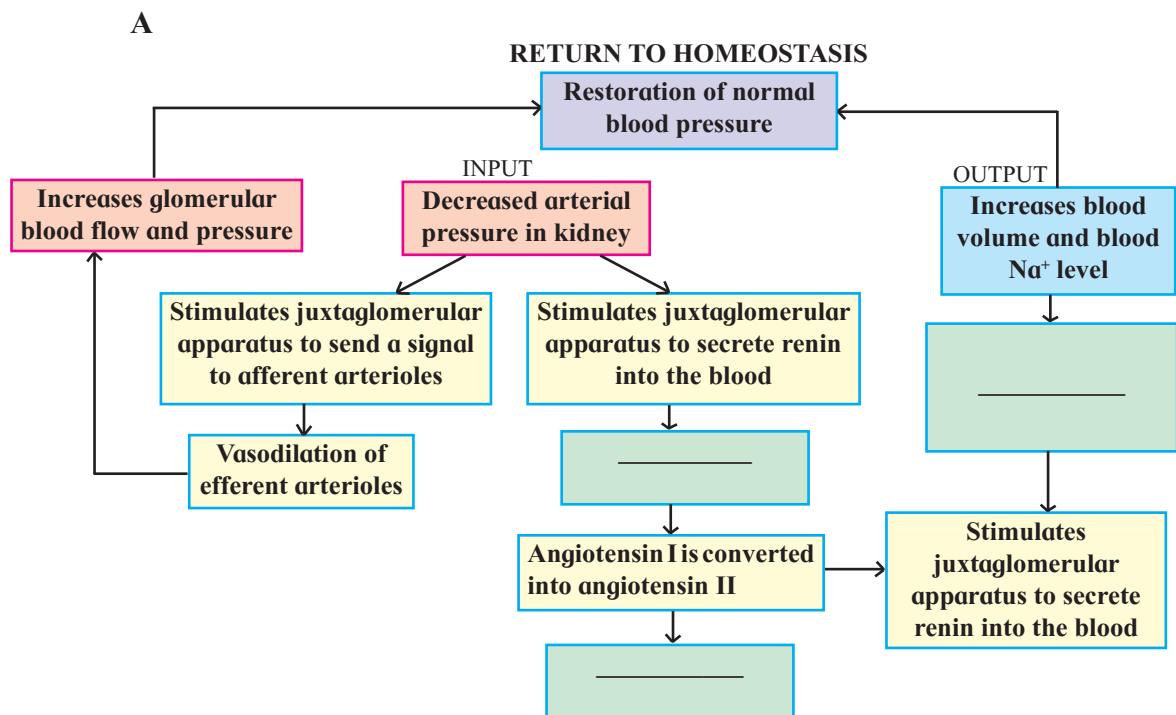 A
RETURN TO HOMEOSTASIS
Restoration of normal
blood pressure
INPUT
OUTPUT
Increases glomerular
blood flow and pressure
Decreased arterial
pressure in kidney
Increases blood
volume and blood
Na⁺ level
Stimulates juxtaglomerular
apparatus to send a signal
to afferent arterioles
Stimulates juxtaglomerular
apparatus to secrete renin
into the blood
Vasodilation of
efferent arterioles
Angiotensin I is converted
into angiotensin II
Stimulates
juxtaglomerular
apparatus to secrete
renin into the blood